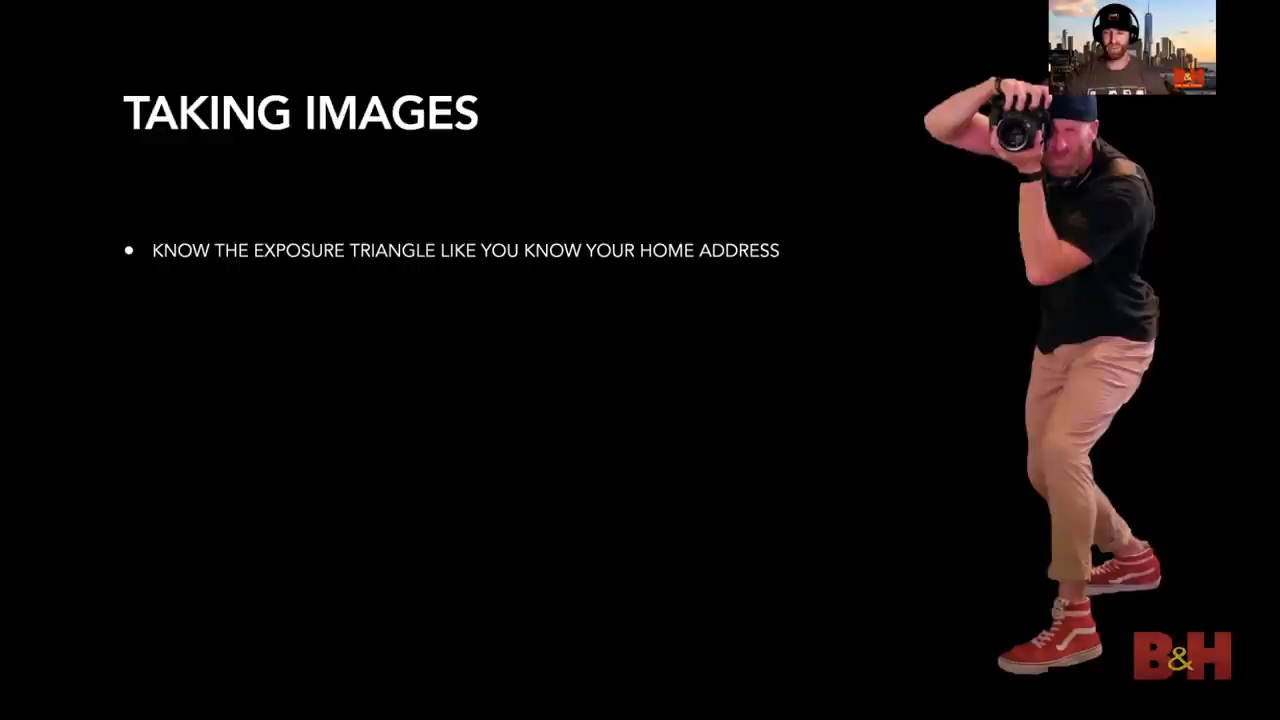 TAKING IMAGES
• KNOW THE EXPOSURE TRIANGLE LIKE YOU KNOW YOUR HOME ADDRESS
B&H
B&H